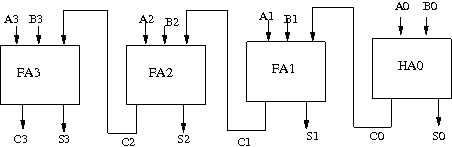 A3 B3 A2 B2 A1 B1 A0 B0
FA3 FA2 FA1 HA0
C3 S3 C2 S2 C1 S1 C0 S0